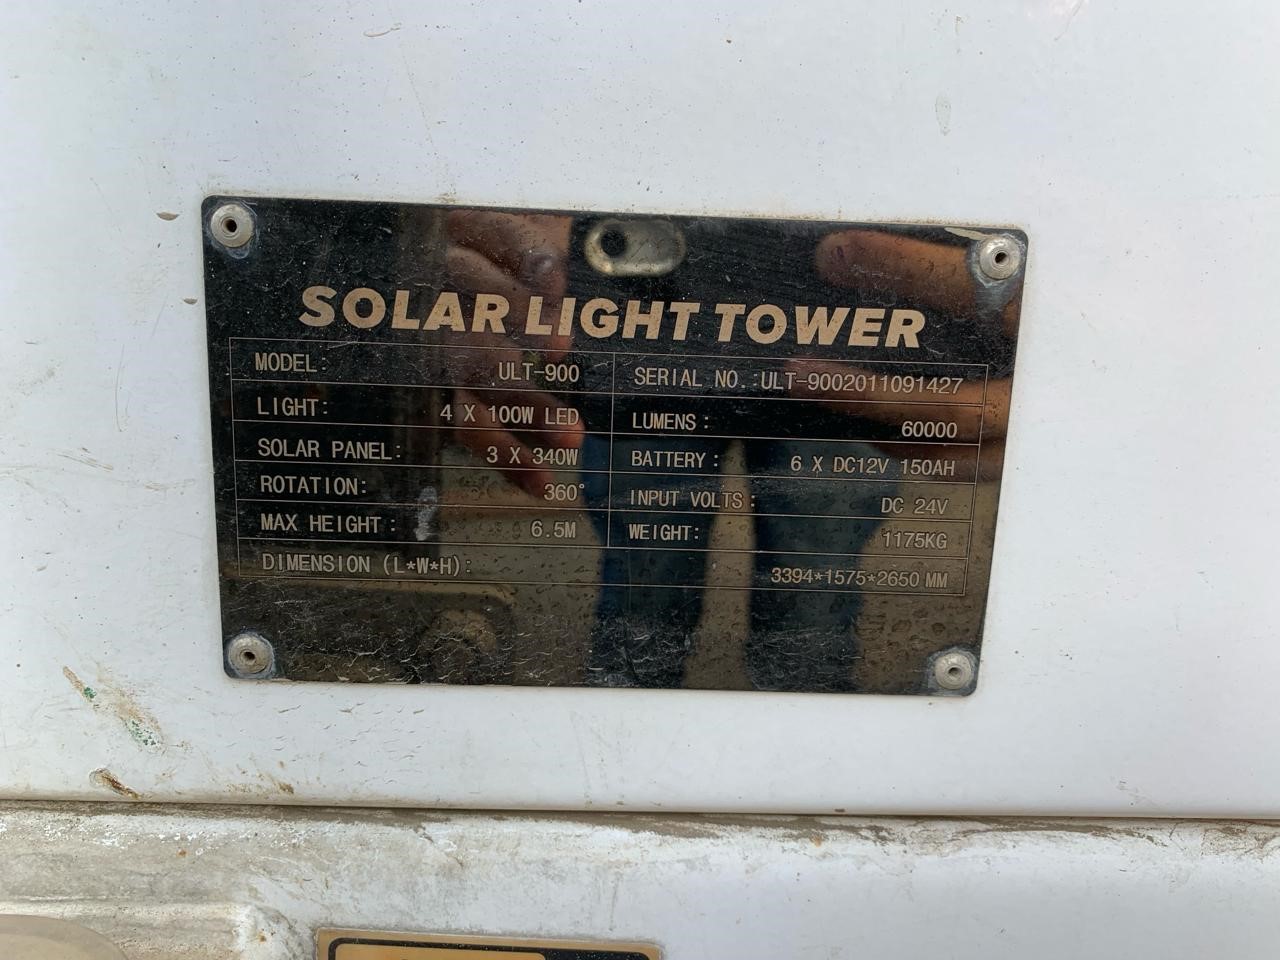 SOLAR LIGHT TOWER
MODEL: ULT-900 SERIAL NO.:ULT-9002011091427
LIGHT: 4 X 100W LED LUMENS: 60000
SOLAR PANEL: 3 X 340W BATTERY: 6 X DC12V 150AH
ROTATION: 360° INPUT VOLTS: DC 24V
MAX HEIGHT: 6.5M WEIGHT: 1175KG
DIMENSION (L*W*H): 3394*1575*2650 MM